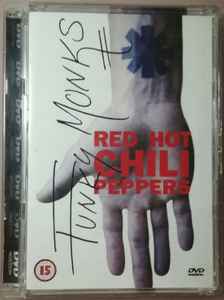 FUNKY MONKS
RED HOT
CHILI
PEPPERS
15
DVD